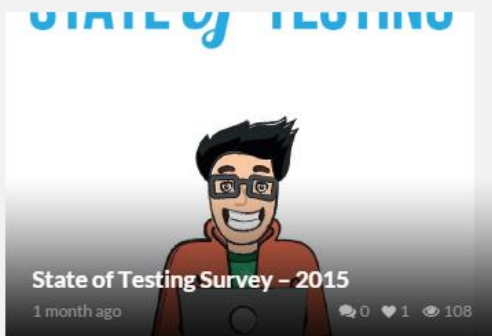 STATE of TESTING
State of Testing Survey – 2015
1 month ago 0 1 108